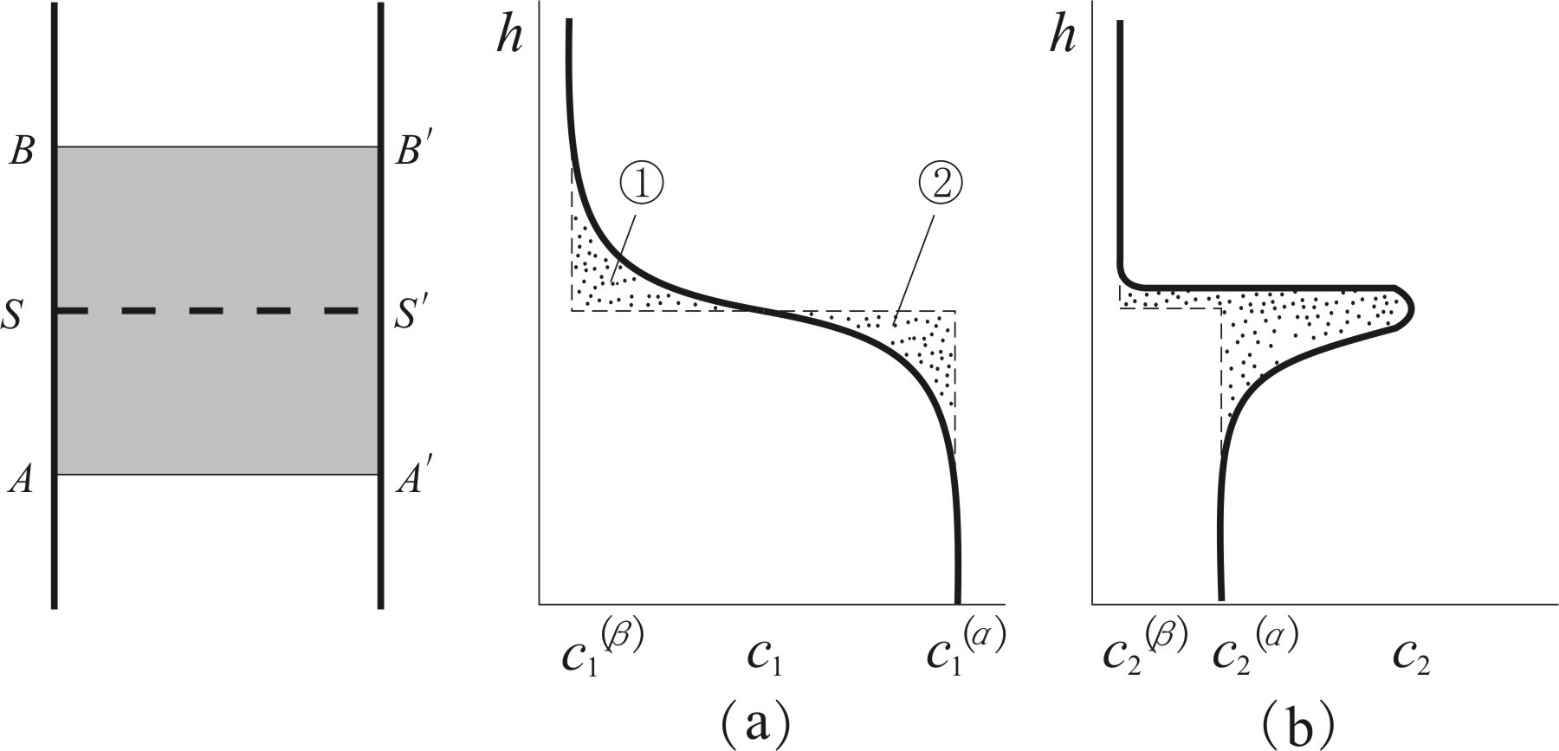 B B′
S S′
A A′
h
①
②
c₁⁽ᵝ⁾ c₁ c₁⁽ᵅ⁾
(a)
h
c₂⁽ᵝ⁾ c₂⁽ᵅ⁾ c₂
(b)